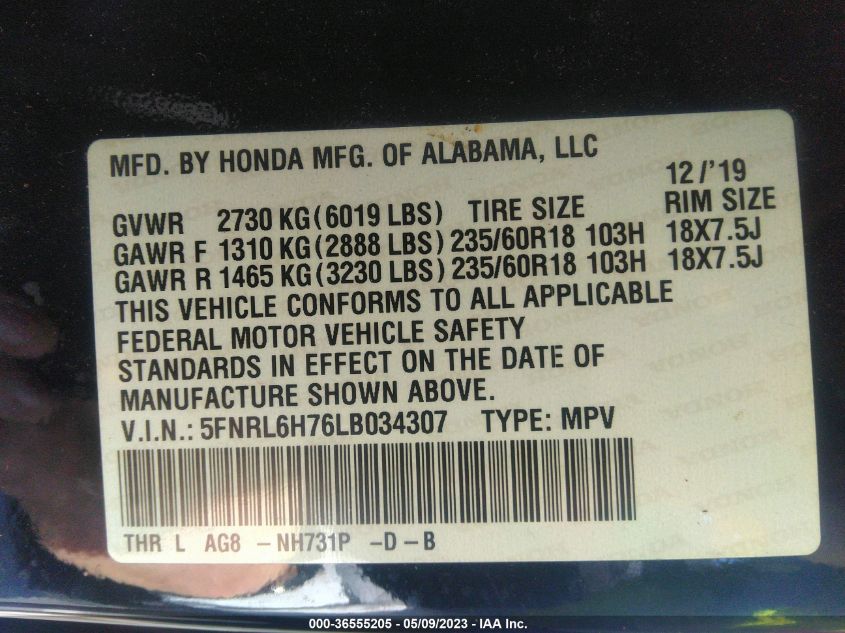 MFD. BY HONDA MFG. OF ALABAMA, LLC
12/'19
GVWR 2730 KG(6019 LBS) TIRE SIZE RIM SIZE
GAWR F 1310 KG(2888 LBS) 235/60R18 103H 18X7.5J
GAWR R 1465 KG(3230 LBS) 235/60R18 103H 18X7.5J
THIS VEHICLE CONFORMS TO ALL APPLICABLE
FEDERAL MOTOR VEHICLE SAFETY
STANDARDS IN EFFECT ON THE DATE OF
MANUFACTURE SHOWN ABOVE.
V.I.N.: 5FNRL6H76LB034307 TYPE: MPV
THR L AG8 -NH731P -D-B
000-36555205 - 05/09/2023 - IAA Inc.